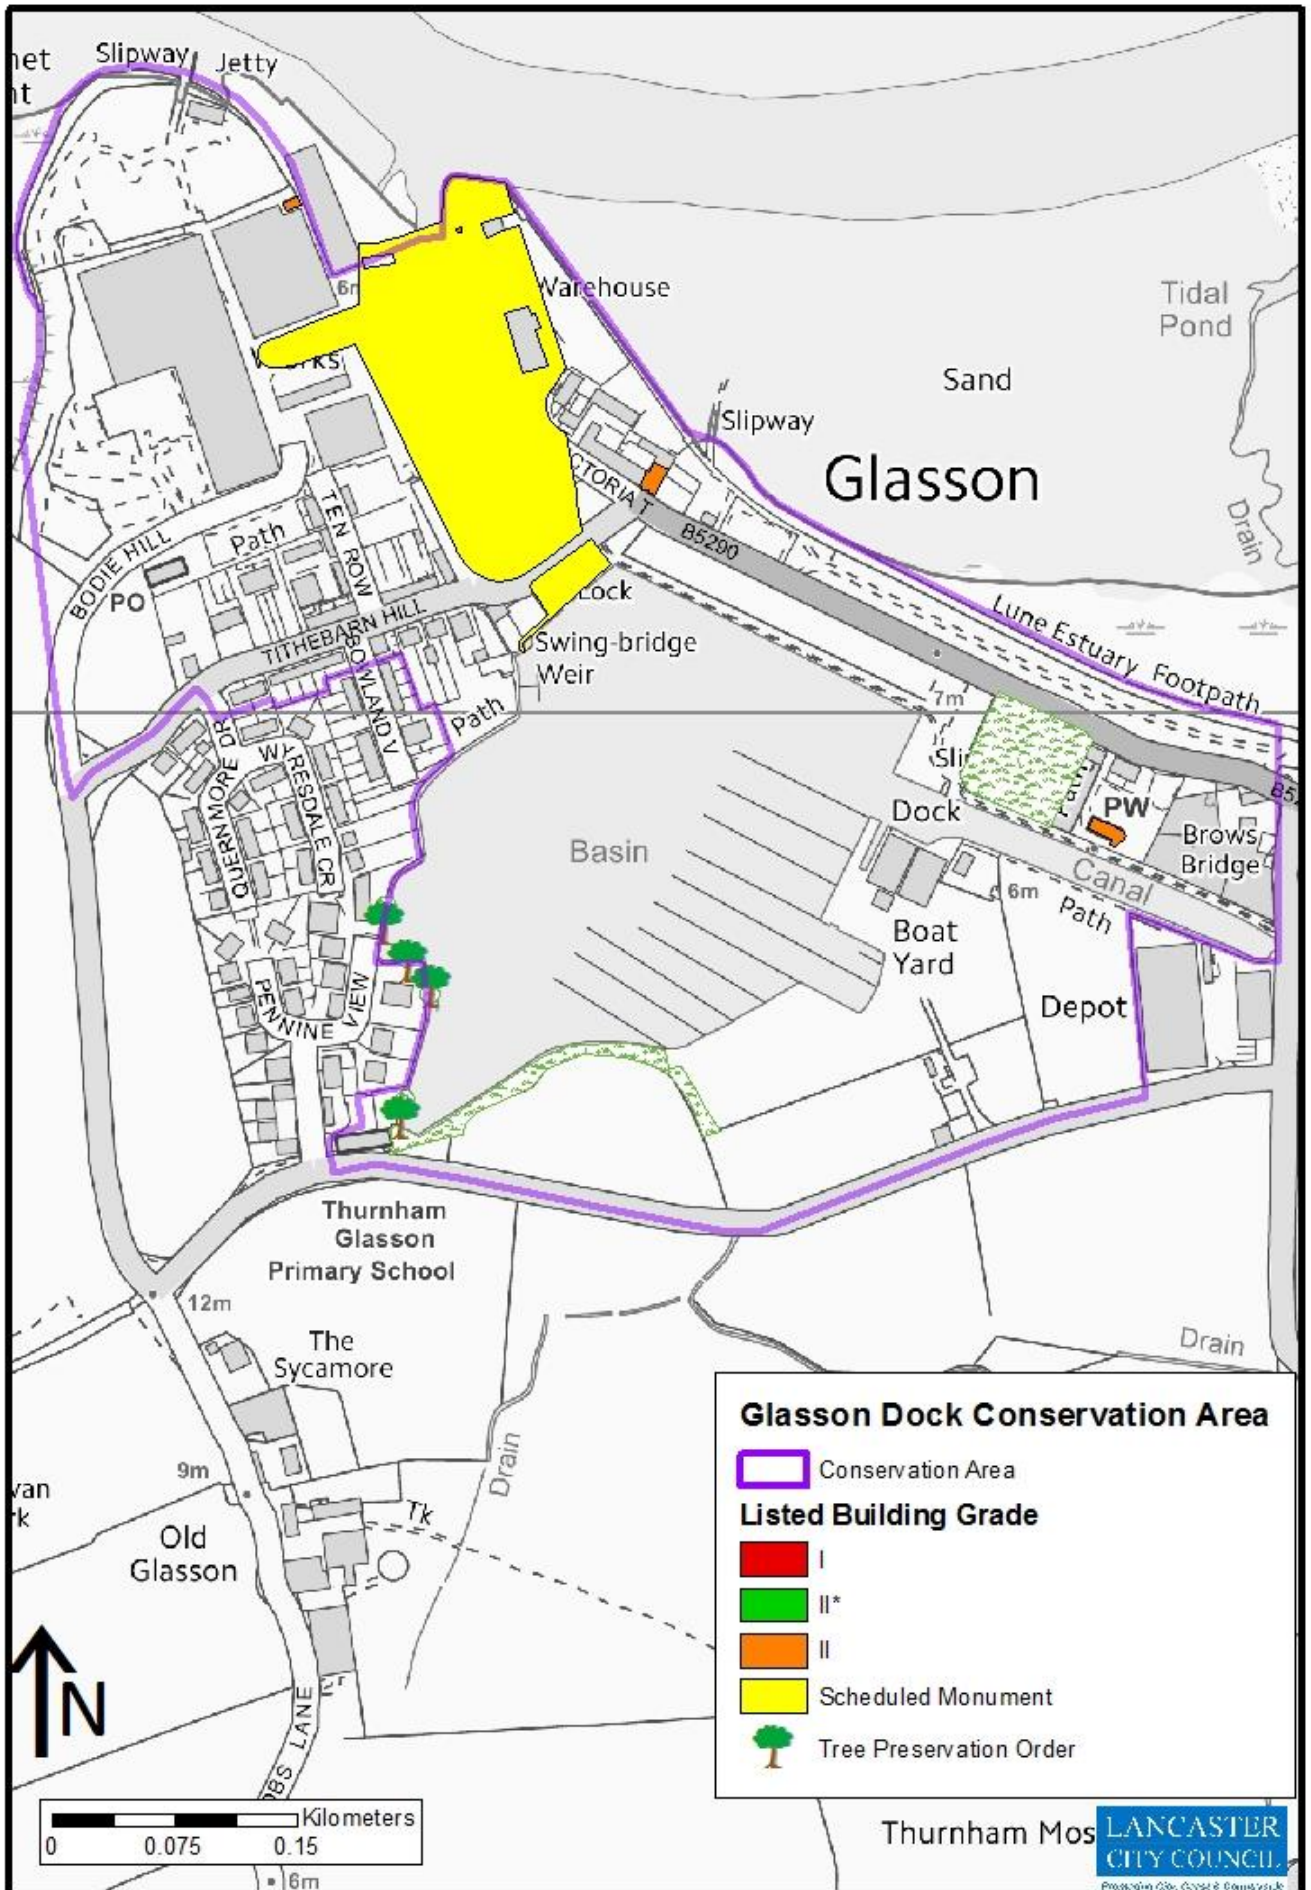 Slipway
Jetty
Warehouse
Tidal
Pond
Sand
Slipway
Glasson
Drain
B5290
BODIE HILL
Path
TEN ROW
PO
TITHEBARN HILL
Lock
Swing-bridge
Weir
Lune Estuary Footpath
Path
7m
QUERNMORE DR
Dock
PW
Brows
Bridge
Basin
Canal
6m
Path
Boat
Yard
Depot
PENNINE VIEW
Thurnham
Glasson
Primary School
12m
The
Sycamore
Drain
9m
Drain
Tk
Old
Glasson
LANE
N
Glasson Dock Conservation Area
Conservation Area
Listed Building Grade
I
II*
II
Scheduled Monument
Tree Preservation Order
Kilometers
0 0.075 0.15
6m
Thurnham Mos
LANCASTER
CITY COUNCIL